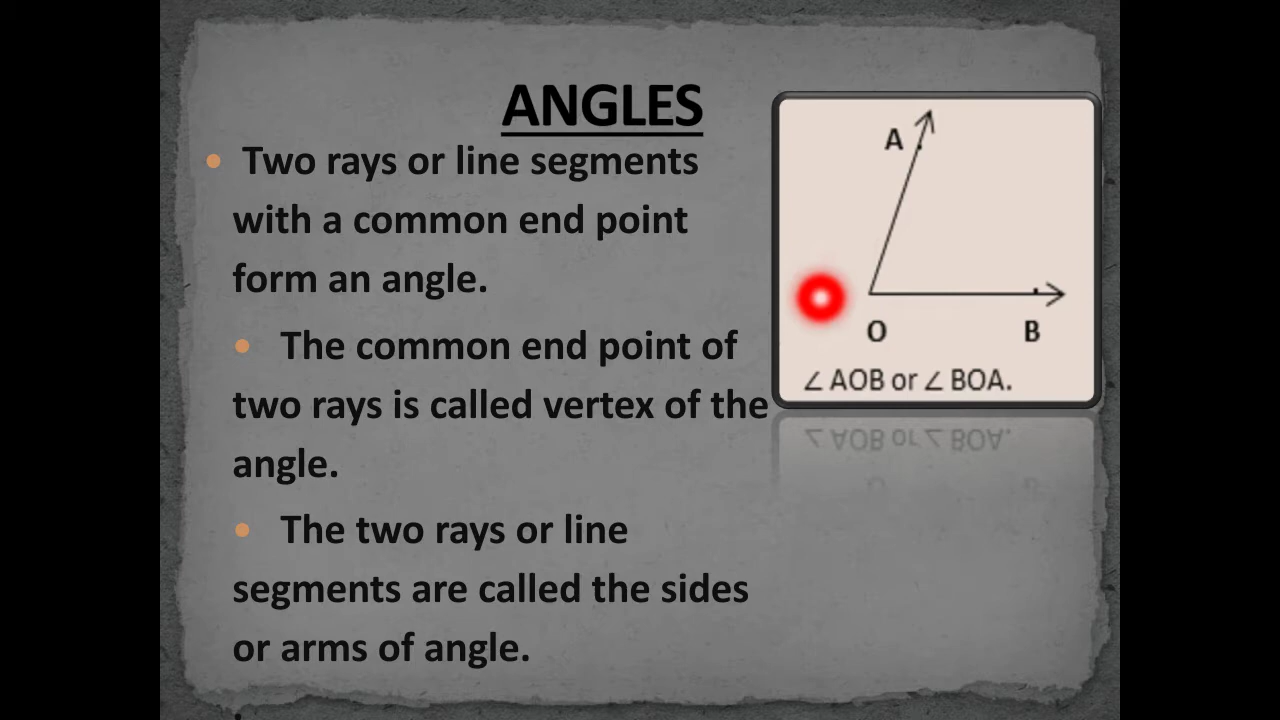 ANGLES
• Two rays or line segments
with a common end point
form an angle.
• The common end point of
two rays is called vertex of the
angle.
• The two rays or line
segments are called the sides
or arms of angle.
A
O B
∠ AOB or ∠ BOA.